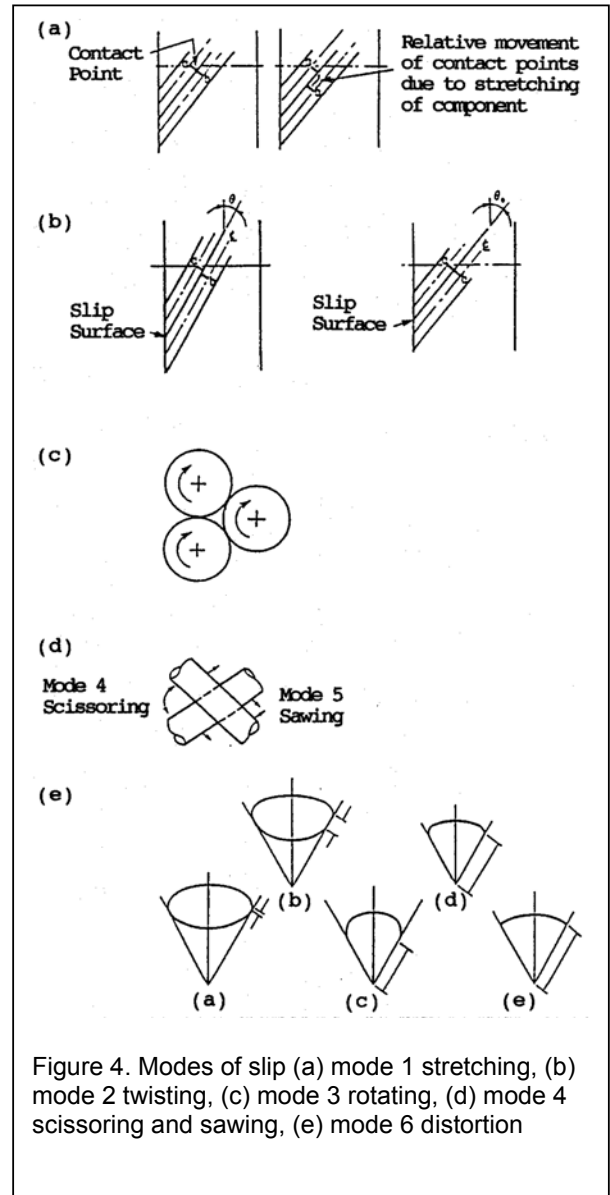 (a)
Contact
Point
Relative movement
of contact points
due to stretching
of component
(b)
θ
θ。
℄
℄
Slip
Surface
Slip
Surface
(c)
(d)
Mode 4
Scissoring
Mode 5
Sawing
(e)
(b)
(d)
(a)
(c)
(e)
Figure 4. Modes of slip (a) mode 1 stretching, (b)
mode 2 twisting, (c) mode 3 rotating, (d) mode 4
scissoring and sawing, (e) mode 6 distortion